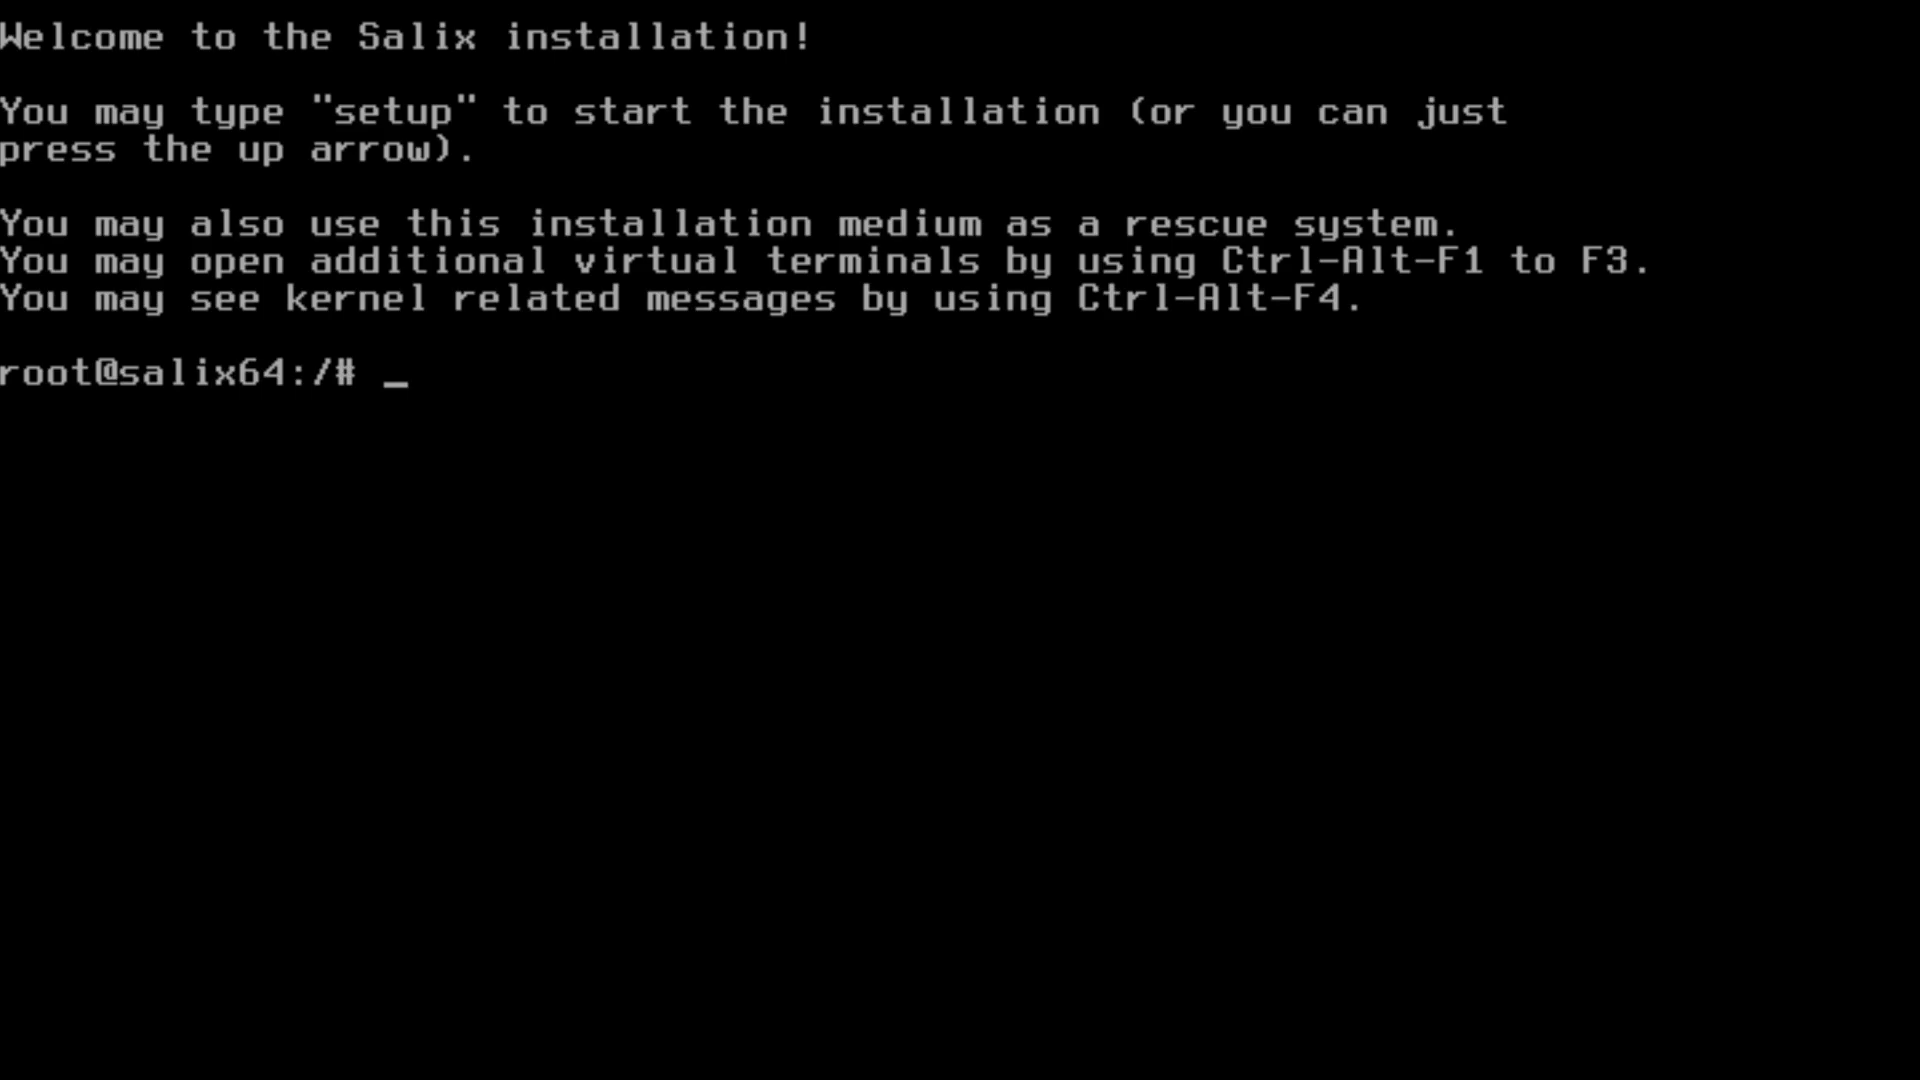 Welcome to the Salix installation!
You may type "setup" to start the installation (or you can just
press the up arrow).
You may also use this installation medium as a rescue system.
You may open additional virtual terminals by using Ctrl-Alt-F1 to F3.
You may see kernel related messages by using Ctrl-Alt-F4.
root@salix64:/# _